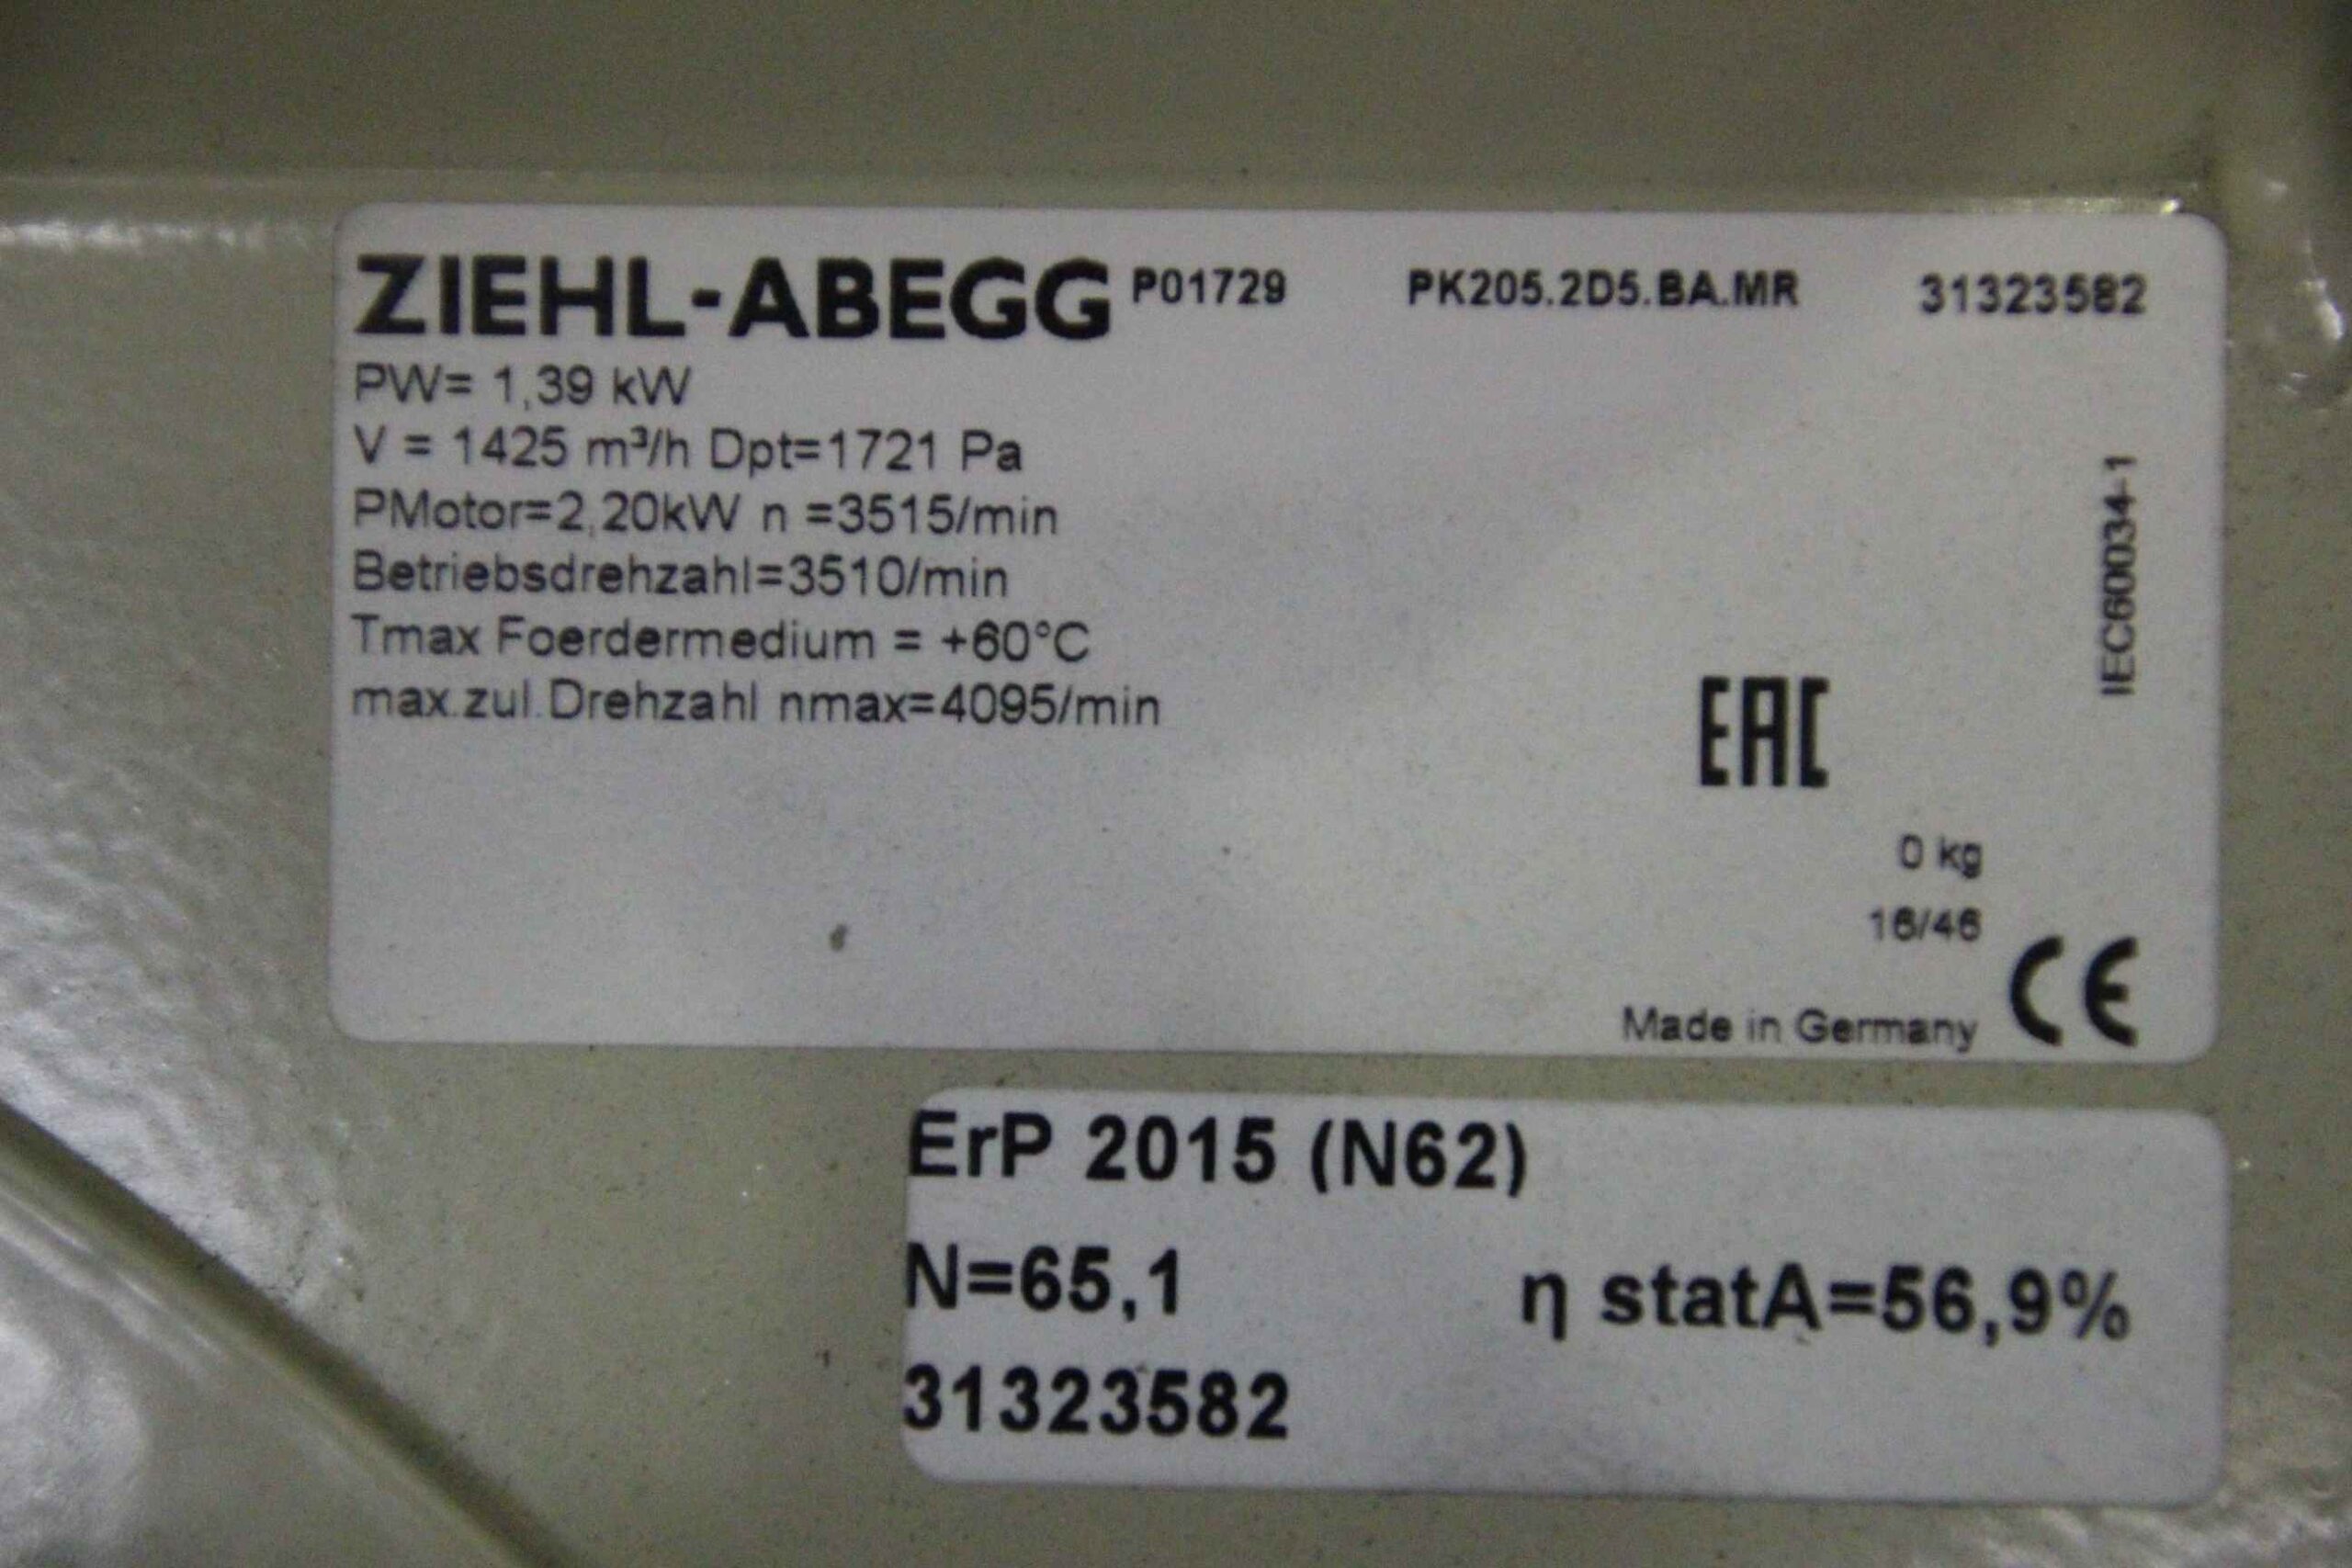 ZIEHL-ABEGG P01729 PK205.2D5.BA.MR 31323582
PW= 1,39 kW
V = 1425 m³/h Dpt=1721 Pa
PMotor=2,20kW n =3515/min
Betriebsdrehzahl=3510/min
Tmax Foerdermedium = +60°C
max.zul.Drehzahl nmax=4095/min
IEC60034-1
EAC
0 kg
16/46
Made in Germany CE
ErP 2015 (N62)
N=65,1 η statA=56,9%
31323582